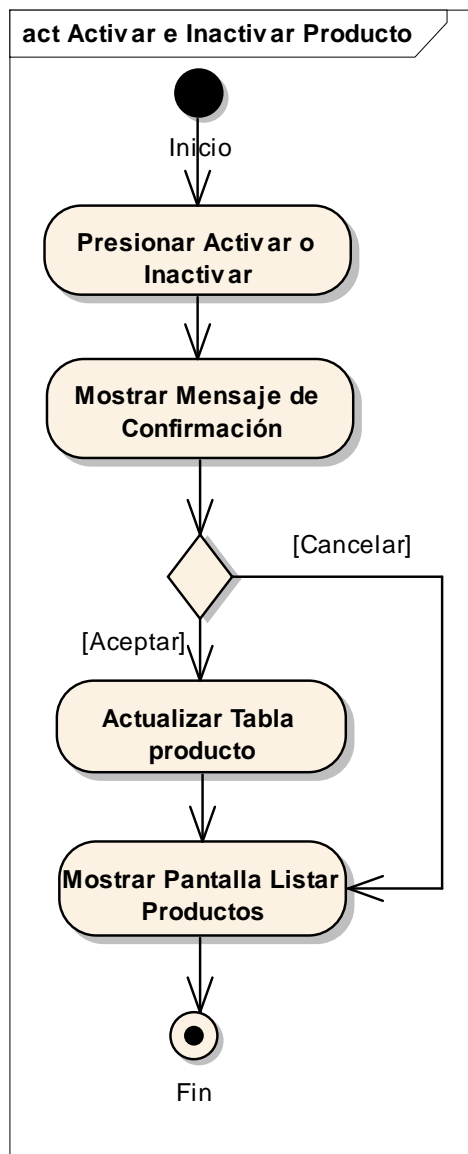 act Activar e Inactivar Producto
Inicio
Presionar Activar o
Inactivar
Mostrar Mensaje de
Confirmación
[Cancelar]
[Aceptar]
Actualizar Tabla
producto
Mostrar Pantalla Listar
Productos
Fin